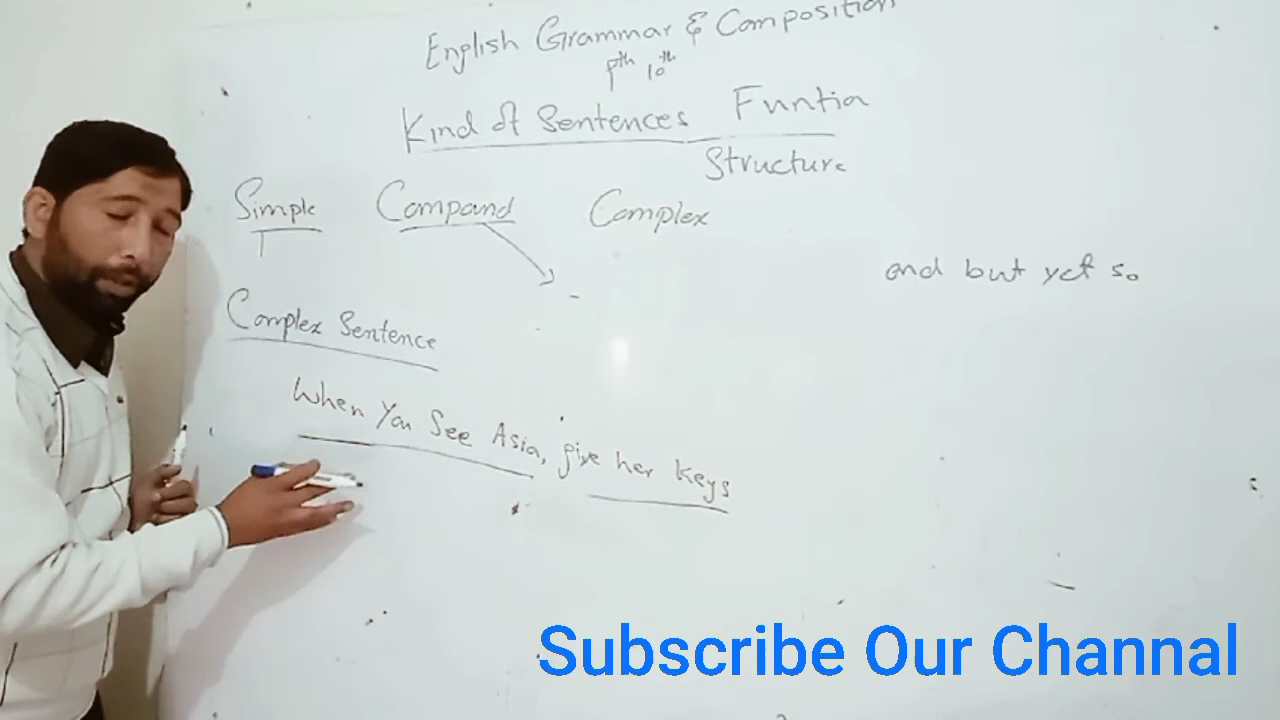 English Grammar & Composition
9th 10th
Kind of Sentences Funtion
Structure
Simple Compound Complex
and but yet so
Complex Sentence
When You See Asia, give her Keys
Subscribe Our Channal